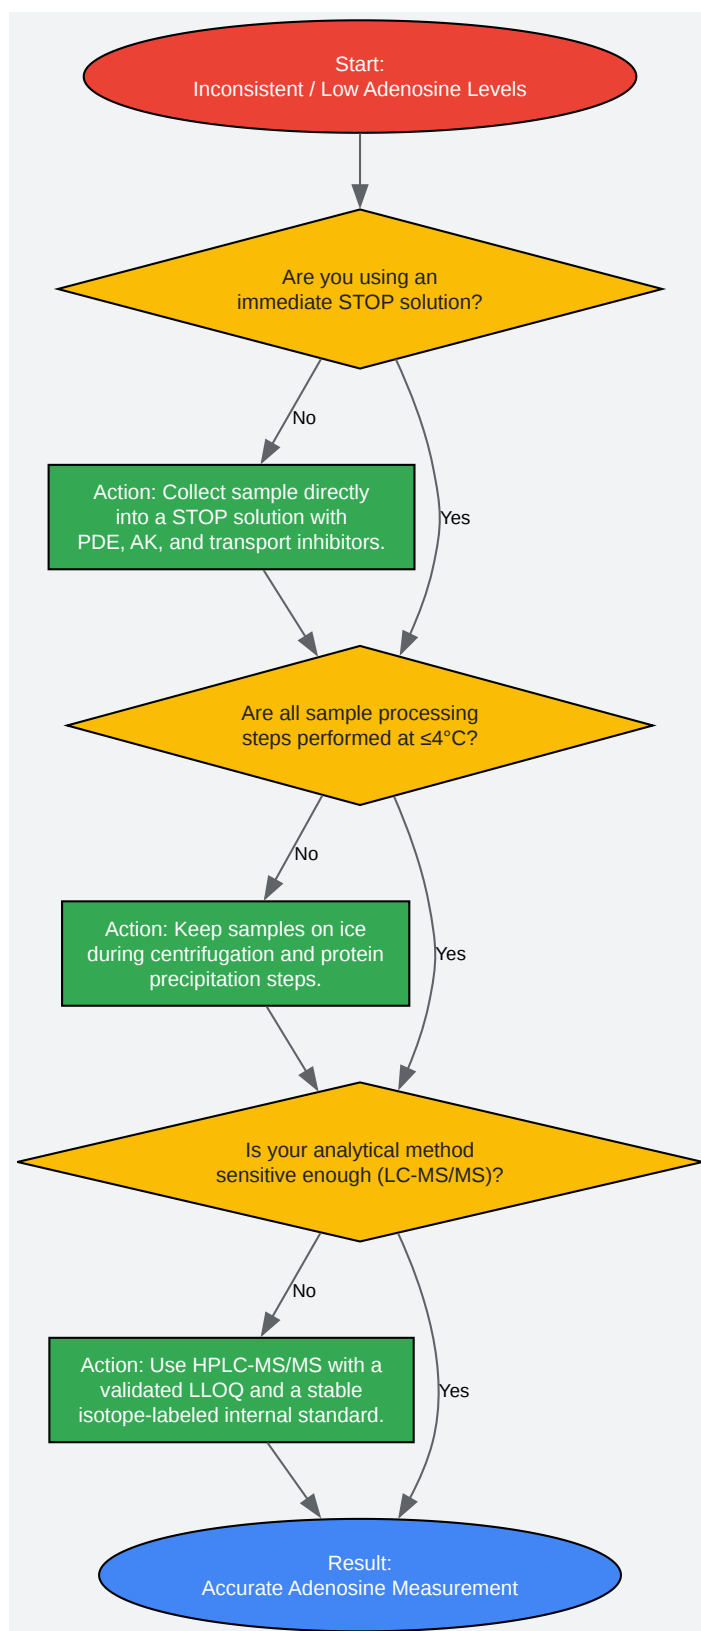 Start:
Inconsistent / Low Adenosine Levels
Are you using an
immediate STOP solution?
No
Action: Collect sample directly
into a STOP solution with
PDE, AK, and transport inhibitors.
Yes
Are all sample processing
steps performed at ≤4°C?
No
Action: Keep samples on ice
during centrifugation and protein
precipitation steps.
Yes
Is your analytical method
sensitive enough (LC-MS/MS)?
No
Action: Use HPLC-MS/MS with a
validated LLOQ and a stable
isotope-labeled internal standard.
Yes
Result:
Accurate Adenosine Measurement